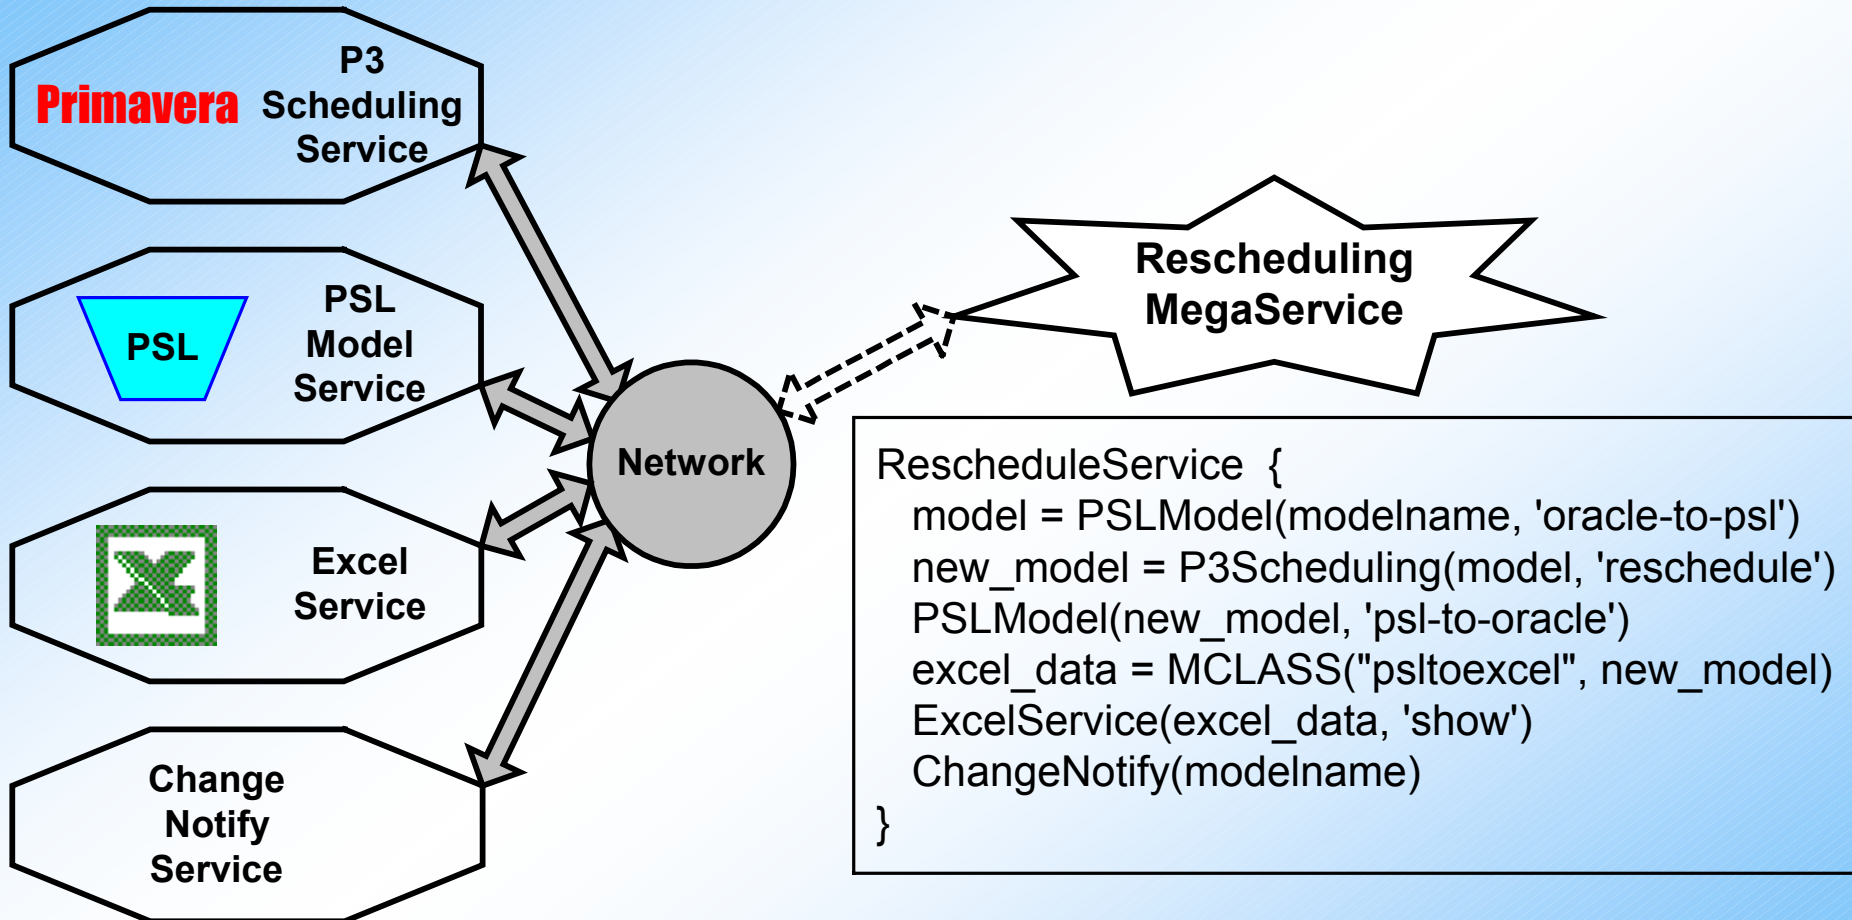 Primavera
P3
Scheduling
Service
PSL
PSL
Model
Service
Excel
Service
Change
Notify
Service
Network
Rescheduling
MegaService
RescheduleService {
model = PSLModel(modelname, 'oracle-to-psl')
new_model = P3Scheduling(model, 'reschedule')
PSLModel(new_model, 'psl-to-oracle')
excel_data = MCLASS("psltoexcel", new_model)
ExcelService(excel_data, 'show')
ChangeNotify(modelname)
}